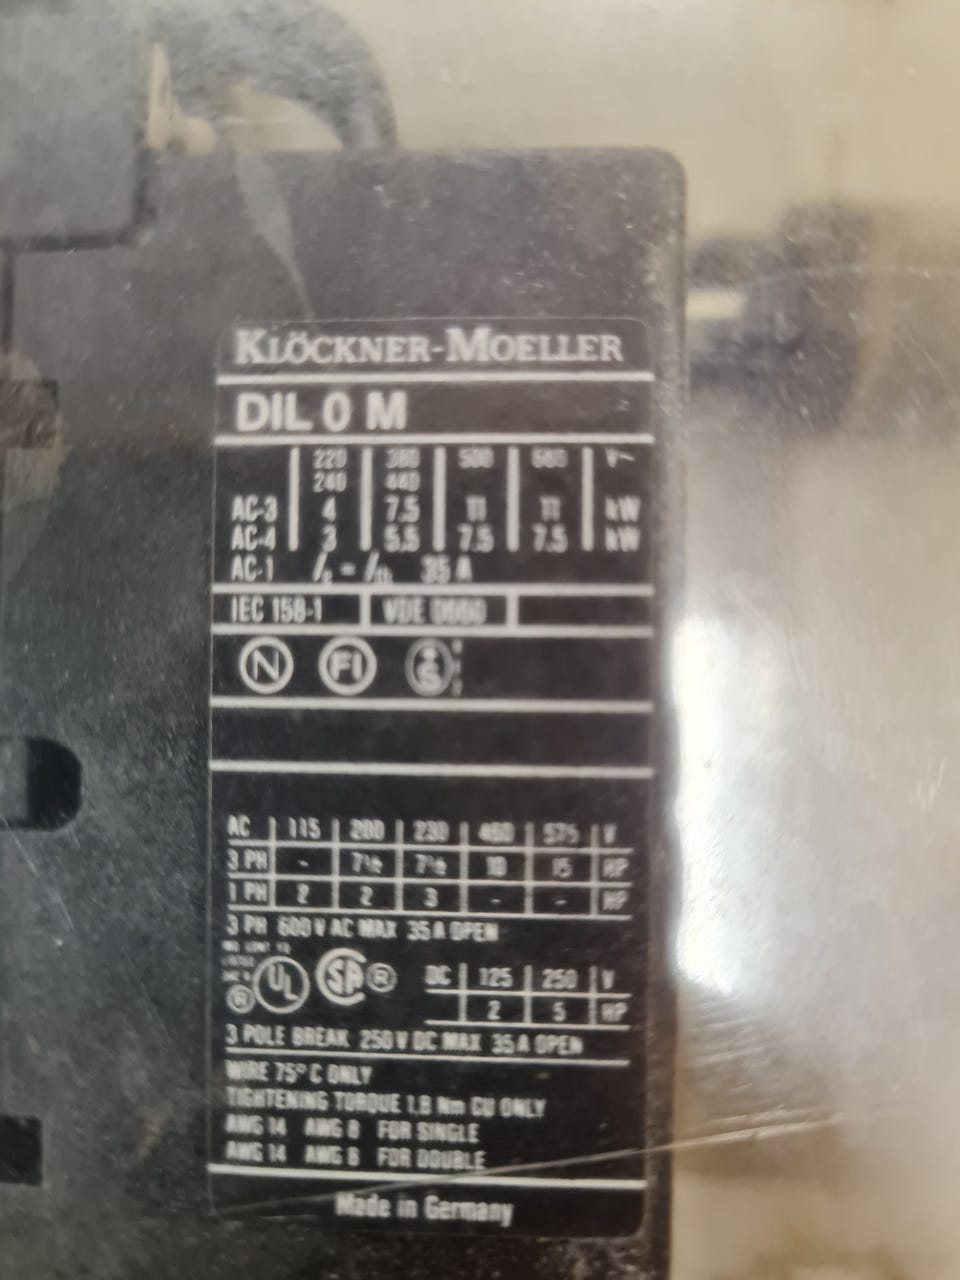 KLÖCKNER-MOELLER
DIL 0 M
220 380 500 660 V~
240 440
AC-3 4 7.5 11 11 kW
AC-4 3 5.5 7.5 7.5 kW
AC-1 Ie = Ith 35 A
IEC 158-1 VDE 0660
N FI S
AC 115 200 230 460 575 V
3 PH - 7½ 7½ 10 15 HP
1 PH 2 2 3 - - HP
3 PH 600 V AC MAX 35 A OPEN
® UL SA ® DC 125 250 V
2 5 HP
3 POLE BREAK 250 V DC MAX 35 A OPEN
WIRE 75° C ONLY
TIGHTENING TORQUE 1.8 Nm CU ONLY
AWG 14 AWG 8 FOR SINGLE
AWG 14 AWG 8 FOR DOUBLE
Made in Germany